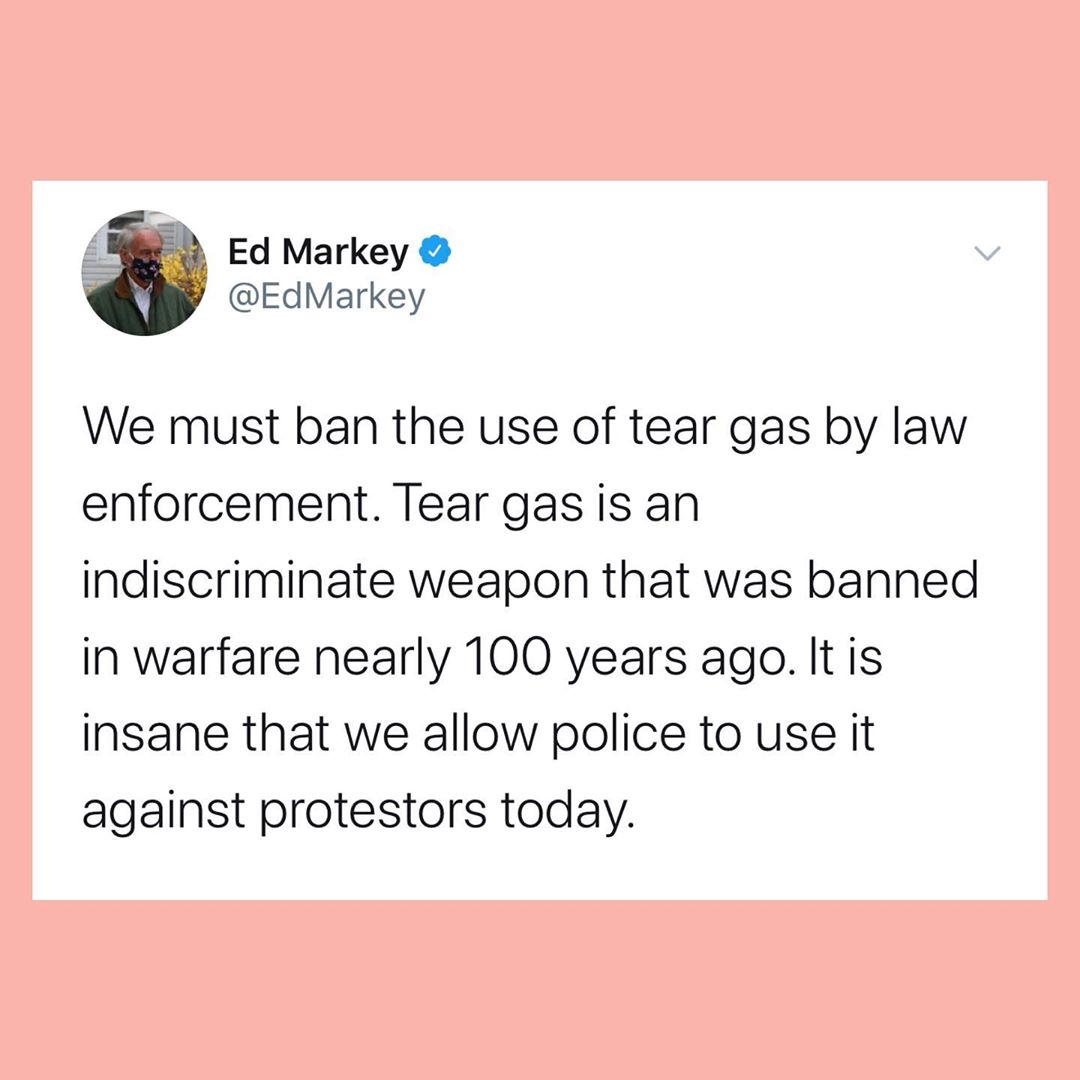 Ed Markey
@EdMarkey
We must ban the use of tear gas by law
enforcement. Tear gas is an
indiscriminate weapon that was banned
in warfare nearly 100 years ago. It is
insane that we allow police to use it
against protestors today.